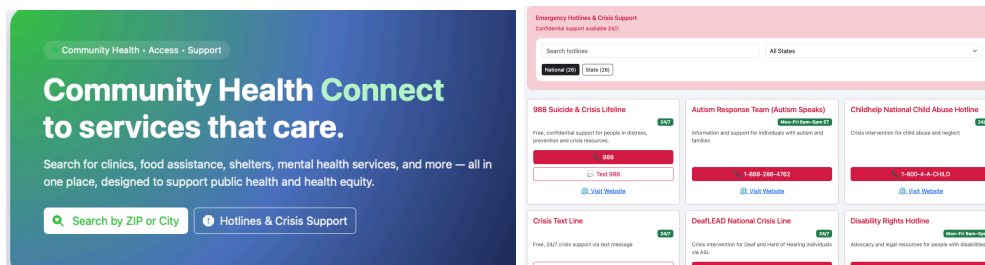 Community Health • Access • Support
Community Health Connect
to services that care.
Search for clinics, food assistance, shelters, mental health services, and more — all in
one place, designed to support public health and health equity.
Search by ZIP or City
Hotlines & Crisis Support
Emergency Hotlines & Crisis Support
Confidential support available 24/7.
Search hotlines
All States
National (26)
State (26)
988 Suicide & Crisis Lifeline
24/7
Free, confidential support for people in distress,
prevention and crisis resources.
988
Text 988
Visit Website
Autism Response Team (Autism Speaks)
Mon–Fri 9am–5pm ET
Information and support for individuals with autism and
families
1-888-288-4762
Visit Website
Childhelp National Child Abuse Hotline
Crisis intervention for child abuse and neglect
1-800-4-A-CHILD
Visit Website
Crisis Text Line
24/7
Free, 24/7 crisis support via text message
DeafLEAD National Crisis Line
24/7
Crisis intervention for Deaf and Hard of Hearing individuals
via ASL
Disability Rights Hotline
Mon–Fri 9am–5p
Advocacy and legal resources for people with disabilities